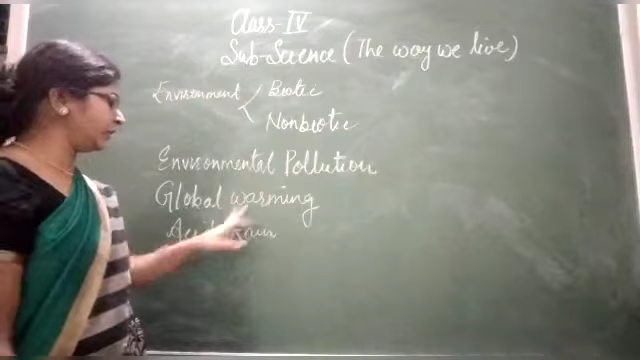 Class-IV
Sub-Science (The way we live)
Environment < Biotic
Nonbiotic
Environmental Pollution
Global warming
Acid rain